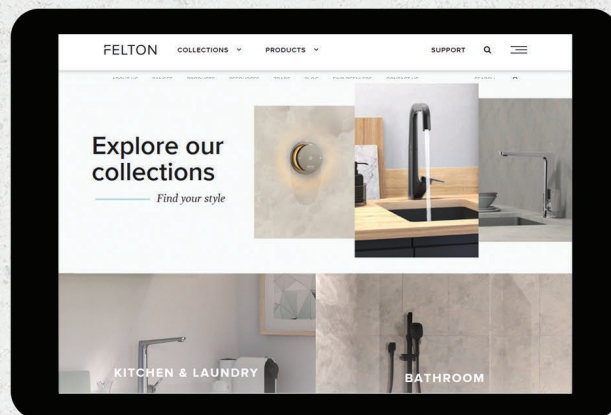 FELTON COLLECTIONS PRODUCTS SUPPORT
Explore our
collections
Find your style
KITCHEN & LAUNDRY
BATHROOM